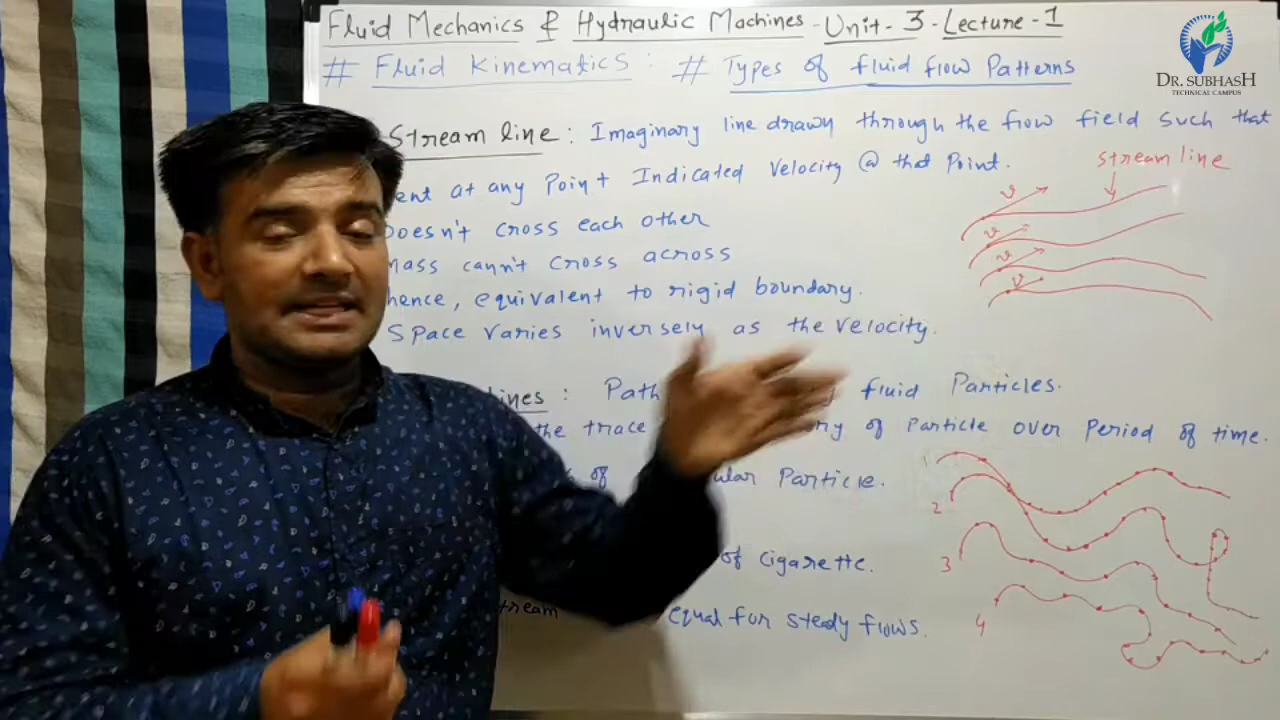 Fluid Mechanics & Hydraulic Machines - Unit - 3 - Lecture - 1
# Fluid Kinematics : # Types of fluid flow Patterns
DR. SUBHASH
TECHNICAL CAMPUS
Stream line : Imaginary line drawn through the flow field such that
ent at any Point Indicated Velocity @ that Point.
stream line
Doesn't cross each other
mass cann't cross across
hence, equivalent to rigid boundary.
Space varies inversely as the velocity.
v
v
v
v
ines : Path fluid Particles.
the trace ry of Particle over Period of time.
of ular Particle.
of cigarette.
tream equal for steady flows.
1
2
3
4